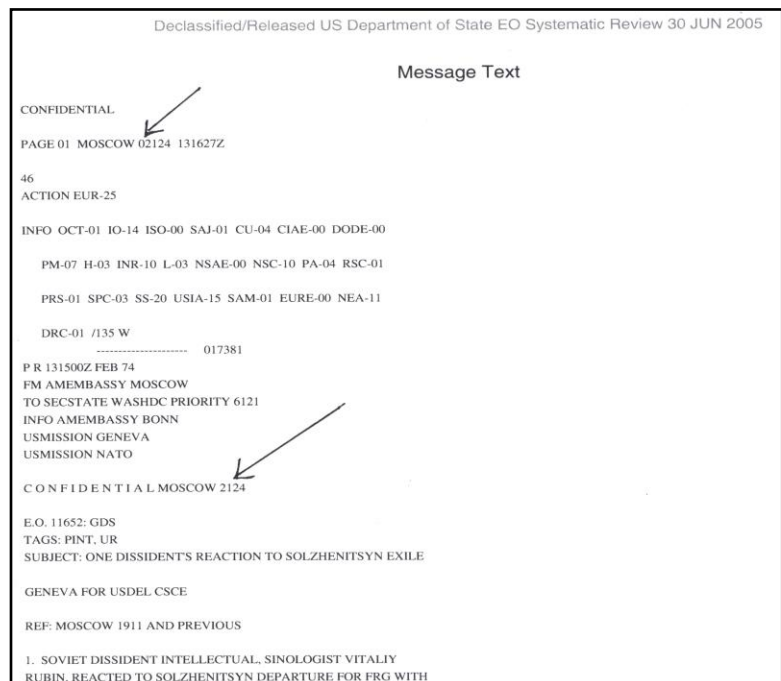 Declassified/Released US Department of State EO Systematic Review 30 JUN 2005
Message Text
CONFIDENTIAL
PAGE 01 MOSCOW 02124 131627Z
46
ACTION EUR-25
INFO OCT-01 IO-14 ISO-00 SAJ-01 CU-04 CIAE-00 DODE-00
PM-07 H-03 INR-10 L-03 NSAE-00 NSC-10 PA-04 RSC-01
PRS-01 SPC-03 SS-20 USIA-15 SAM-01 EURE-00 NEA-11
DRC-01 /135 W
--------------------- 017381
P R 131500Z FEB 74
FM AMEMBASSY MOSCOW
TO SECSTATE WASHDC PRIORITY 6121
INFO AMEMBASSY BONN
USMISSION GENEVA
USMISSION NATO
C O N F I D E N T I A L MOSCOW 2124
E.O. 11652: GDS
TAGS: PINT, UR
SUBJECT: ONE DISSIDENT'S REACTION TO SOLZHENITSYN EXILE
GENEVA FOR USDEL CSCE
REF: MOSCOW 1911 AND PREVIOUS
1. SOVIET DISSIDENT INTELLECTUAL, SINOLOGIST VITALIY
RUBIN, REACTED TO SOLZHENITSYN DEPARTURE FOR FRG WITH